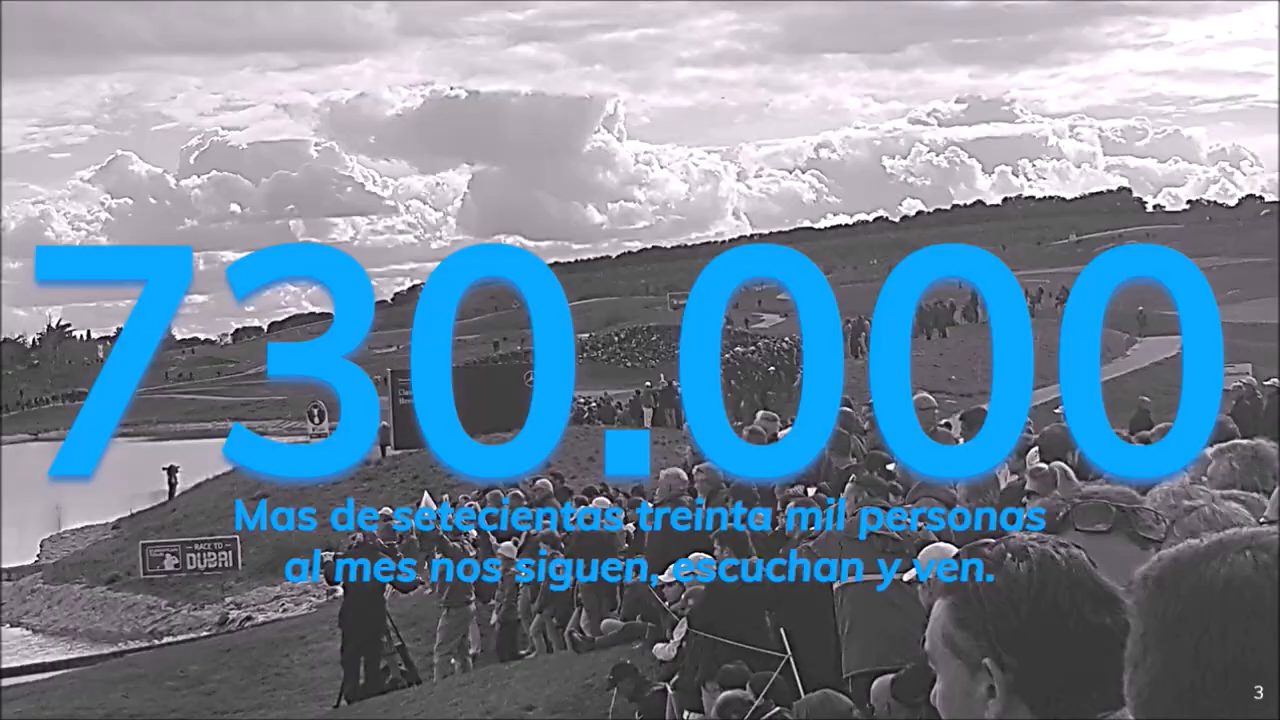 730.000
Mas de setecientas treinta mil personas
al mes nos siguen, escuchan y ven.
RACE TO
DUBAI
3